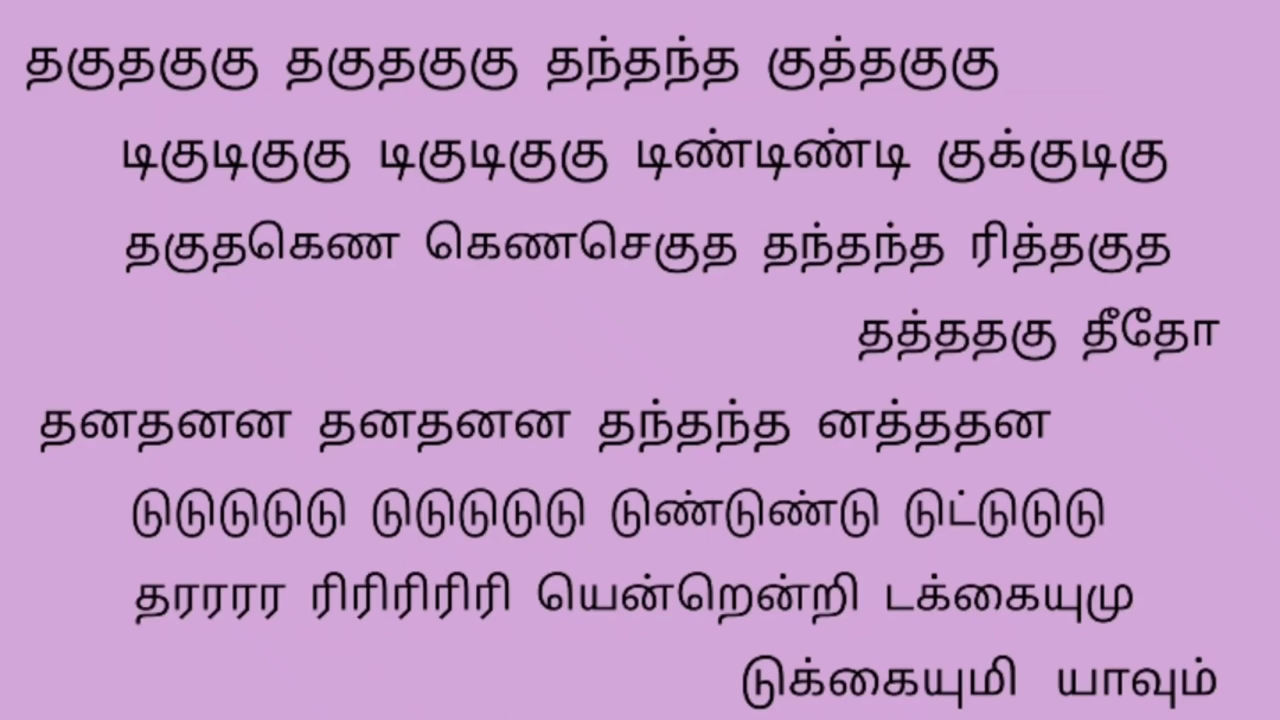 தகுதகுகு தகுதகுகு தந்தந்த குத்தகுகு
டிகுடிகுகு டிகுடிகுகு டிண்டிண்டி குக்குடிகு
தகுதகெண கெணசெகுத தந்தந்த ரித்தகுத
தத்ததகு தீதோ
தனதனன தனதனன தந்தந்த னத்ததன
டுடுடுடுடு டுடுடுடுடு டுண்டுண்டு டுட்டுடுடு
தரரரர ரிரிரிரிரி யென்றென்றி டக்கையுமு
டுக்கையுமி யாவும்